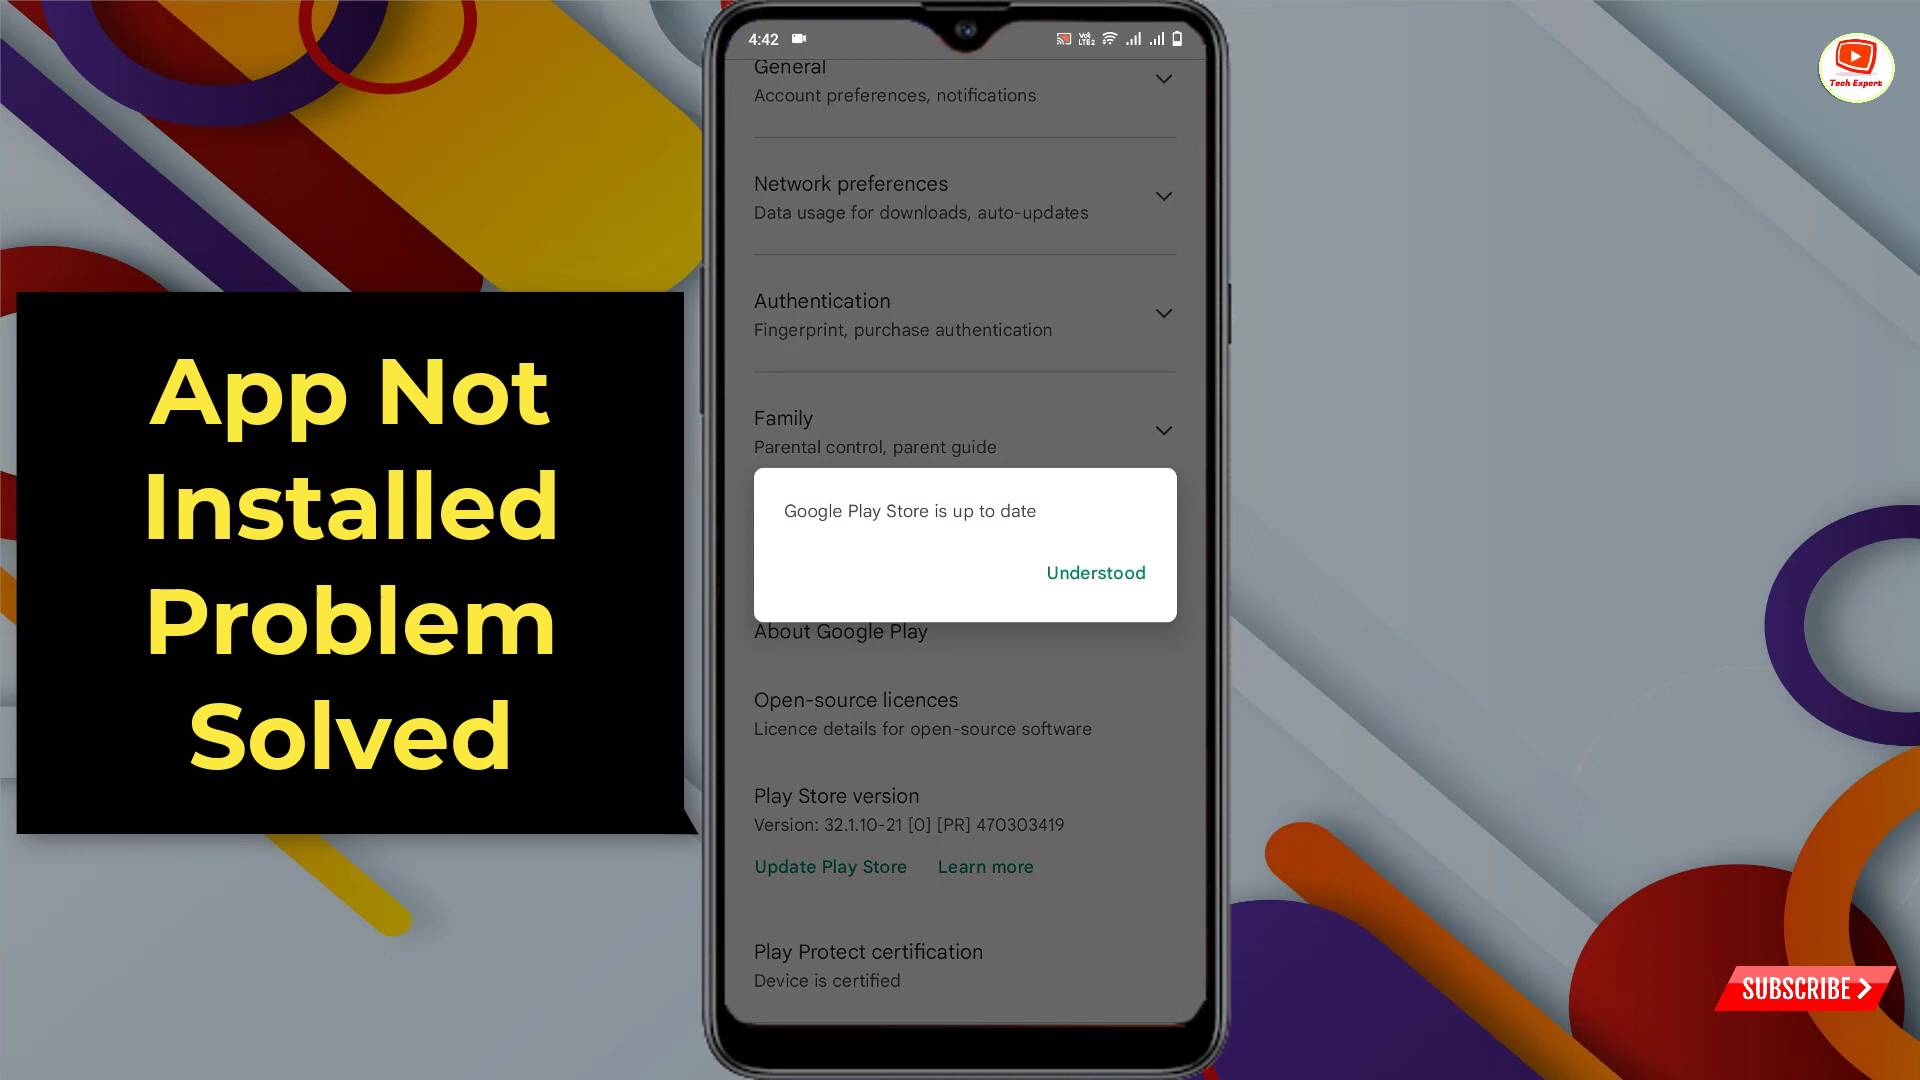 4:42
Vo) LTE2
General
Account preferences, notifications
Network preferences
Data usage for downloads, auto-updates
Authentication
Fingerprint, purchase authentication
Family
Parental control, parent guide
Google Play Store is up to date
Understood
About Google Play
Open-source licences
Licence details for open-source software
Play Store version
Version: 32.1.10-21 [0] [PR] 470303419
Update Play Store Learn more
Play Protect certification
Device is certified
App Not
Installed
Problem
Solved
Tech Expert
SUBSCRIBE